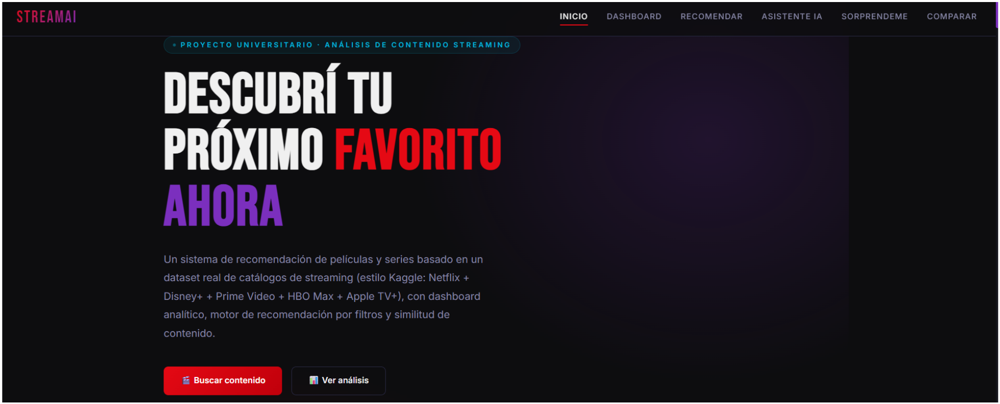 STREAMAI
INICIO DASHBOARD RECOMENDAR ASISTENTE IA SORPRENDEME COMPARAR
PROYECTO UNIVERSITARIO · ANÁLISIS DE CONTENIDO STREAMING
DESCUBRÍ TU
PRÓXIMO FAVORITO
AHORA
Un sistema de recomendación de películas y series basado en un
dataset real de catálogos de streaming (estilo Kaggle: Netflix +
Disney+ + Prime Video + HBO Max + Apple TV+), con dashboard
analítico, motor de recomendación por filtros y similitud de
contenido.
Buscar contenido
Ver análisis